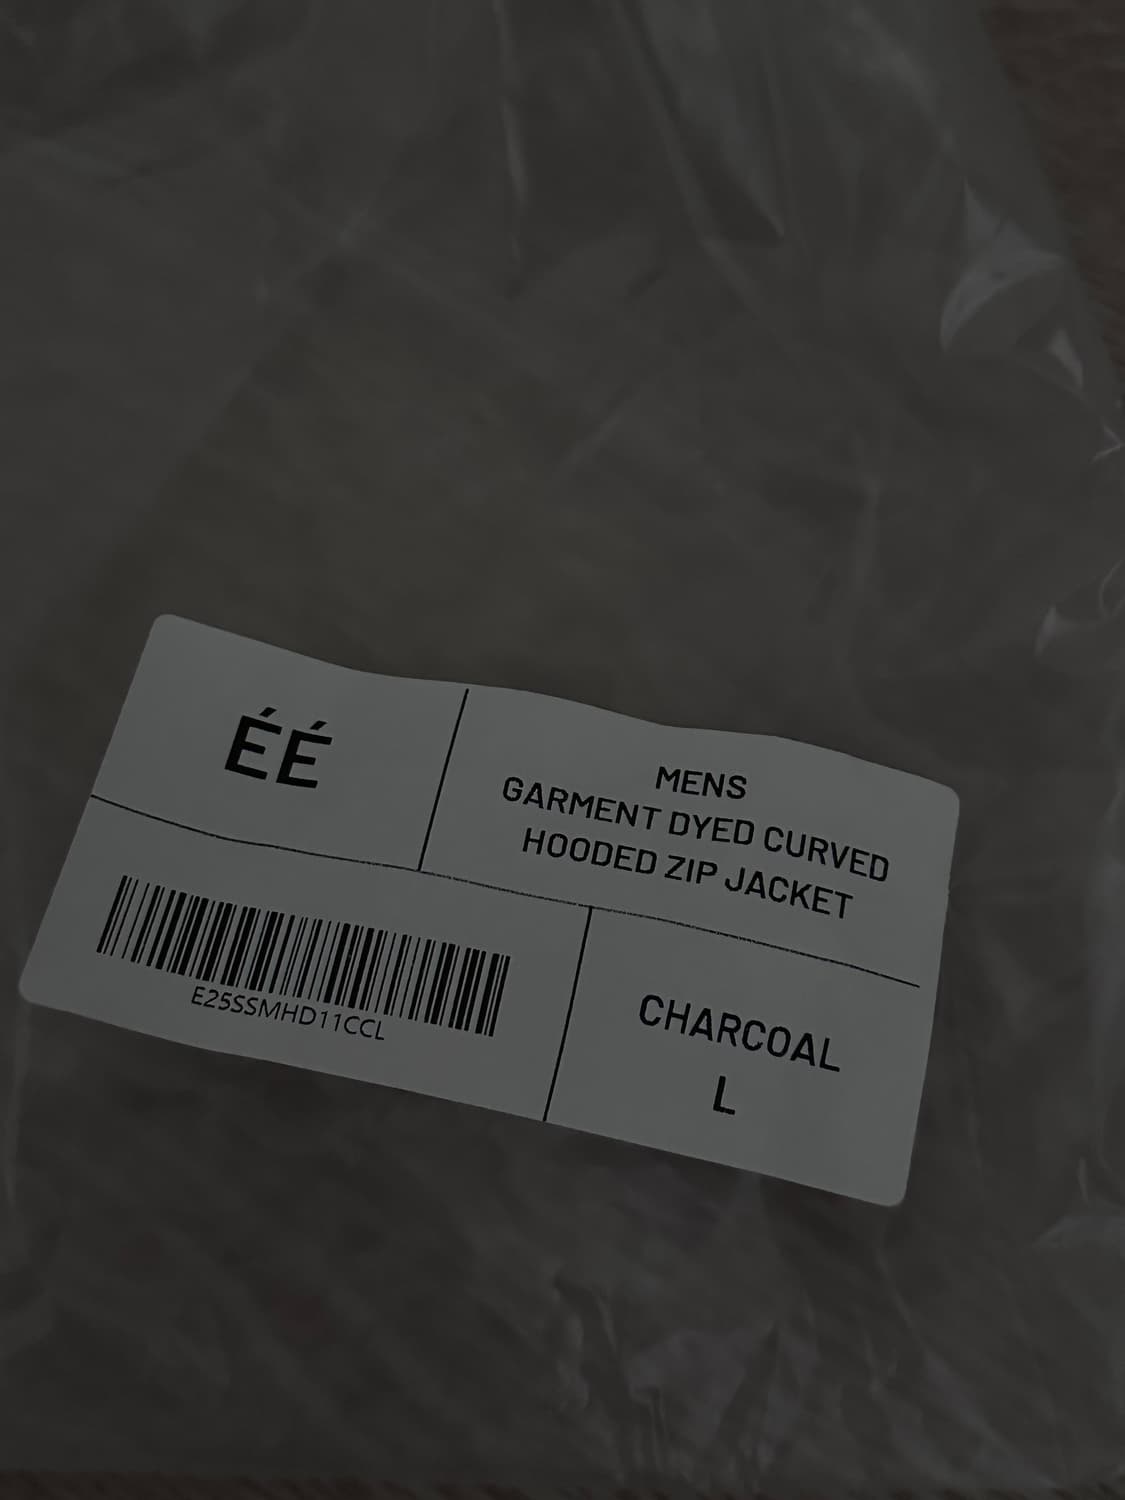 ÉÉ
MENS
GARMENT DYED CURVED
HOODED ZIP JACKET
E25SSMHD11CCL
CHARCOAL
L